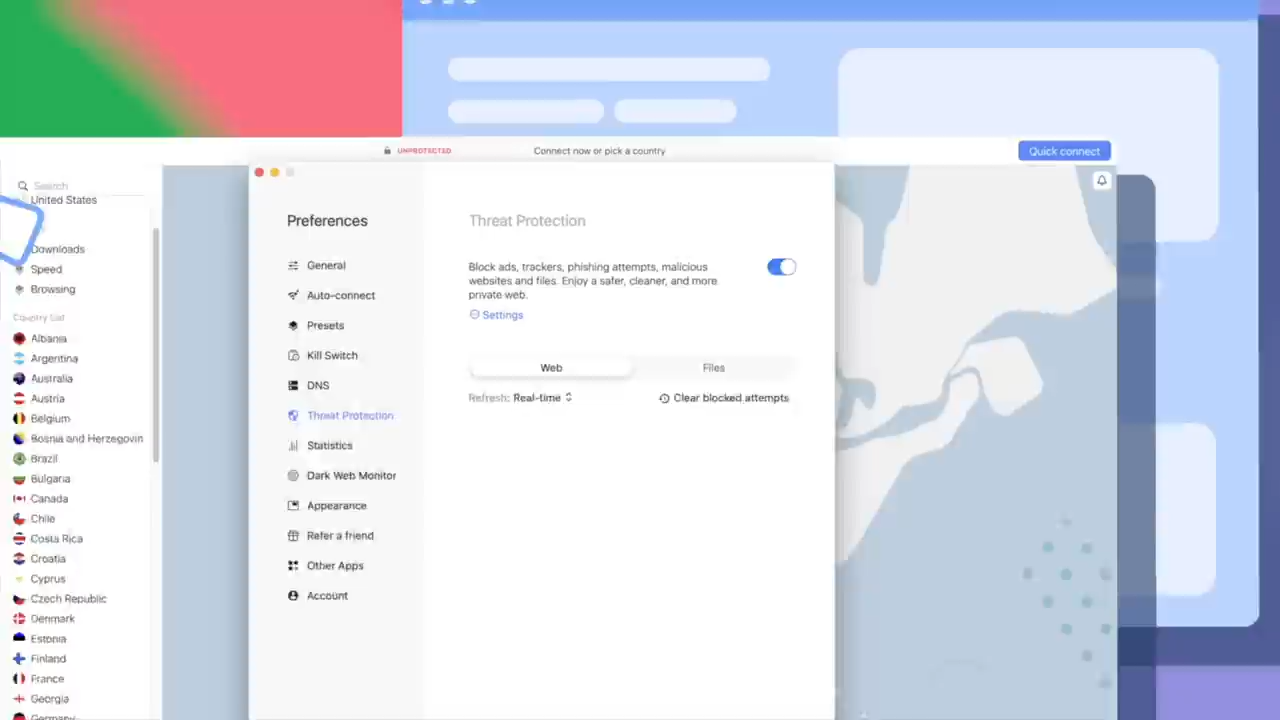 UNPROTECTED
Connect now or pick a country
Quick connect
Search
United States
Downloads
Speed
Browsing
Country List
Albania
Argentina
Australia
Austria
Belgium
Bosnia and Herzegovin
Brazil
Bulgaria
Canada
Chile
Costa Rica
Croatia
Cyprus
Czech Republic
Denmark
Estonia
Finland
France
Georgia
Germany
Preferences
General
Auto-connect
Presets
Kill Switch
DNS
Threat Protection
Statistics
Dark Web Monitor
Appearance
Refer a friend
Other Apps
Account
Threat Protection
Block ads, trackers, phishing attempts, malicious
websites and files. Enjoy a safer, cleaner, and more
private web.
Settings
Web
Files
Refresh: Real-time
Clear blocked attempts